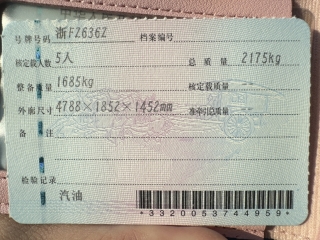 号牌号码 浙FZ636Z 档案编号
核定载人数 5人 总质量 2175kg
整备质量 1685kg 核定载质量
外廓尺寸 4788×1852×1452mm 准牵引总质量
备注
检验记录
汽油
*3320053744959*